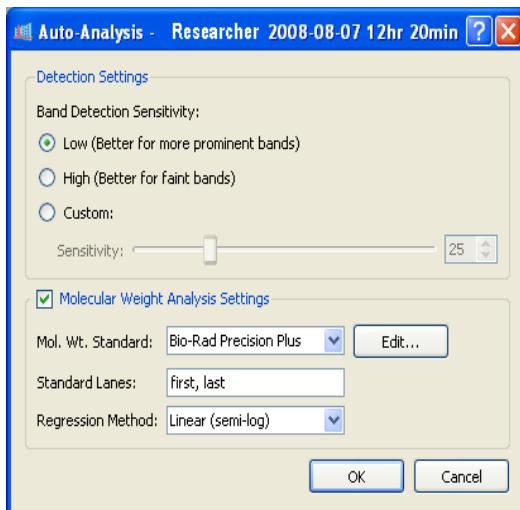 Auto-Analysis - Researcher 2008-08-07 12hr 20min
Detection Settings
Band Detection Sensitivity:
Low (Better for more prominent bands)
High (Better for faint bands)
Custom:
Sensitivity: 25
Molecular Weight Analysis Settings
Mol. Wt. Standard: Bio-Rad Precision Plus Edit...
Standard Lanes: first, last
Regression Method: Linear (semi-log)
OK Cancel